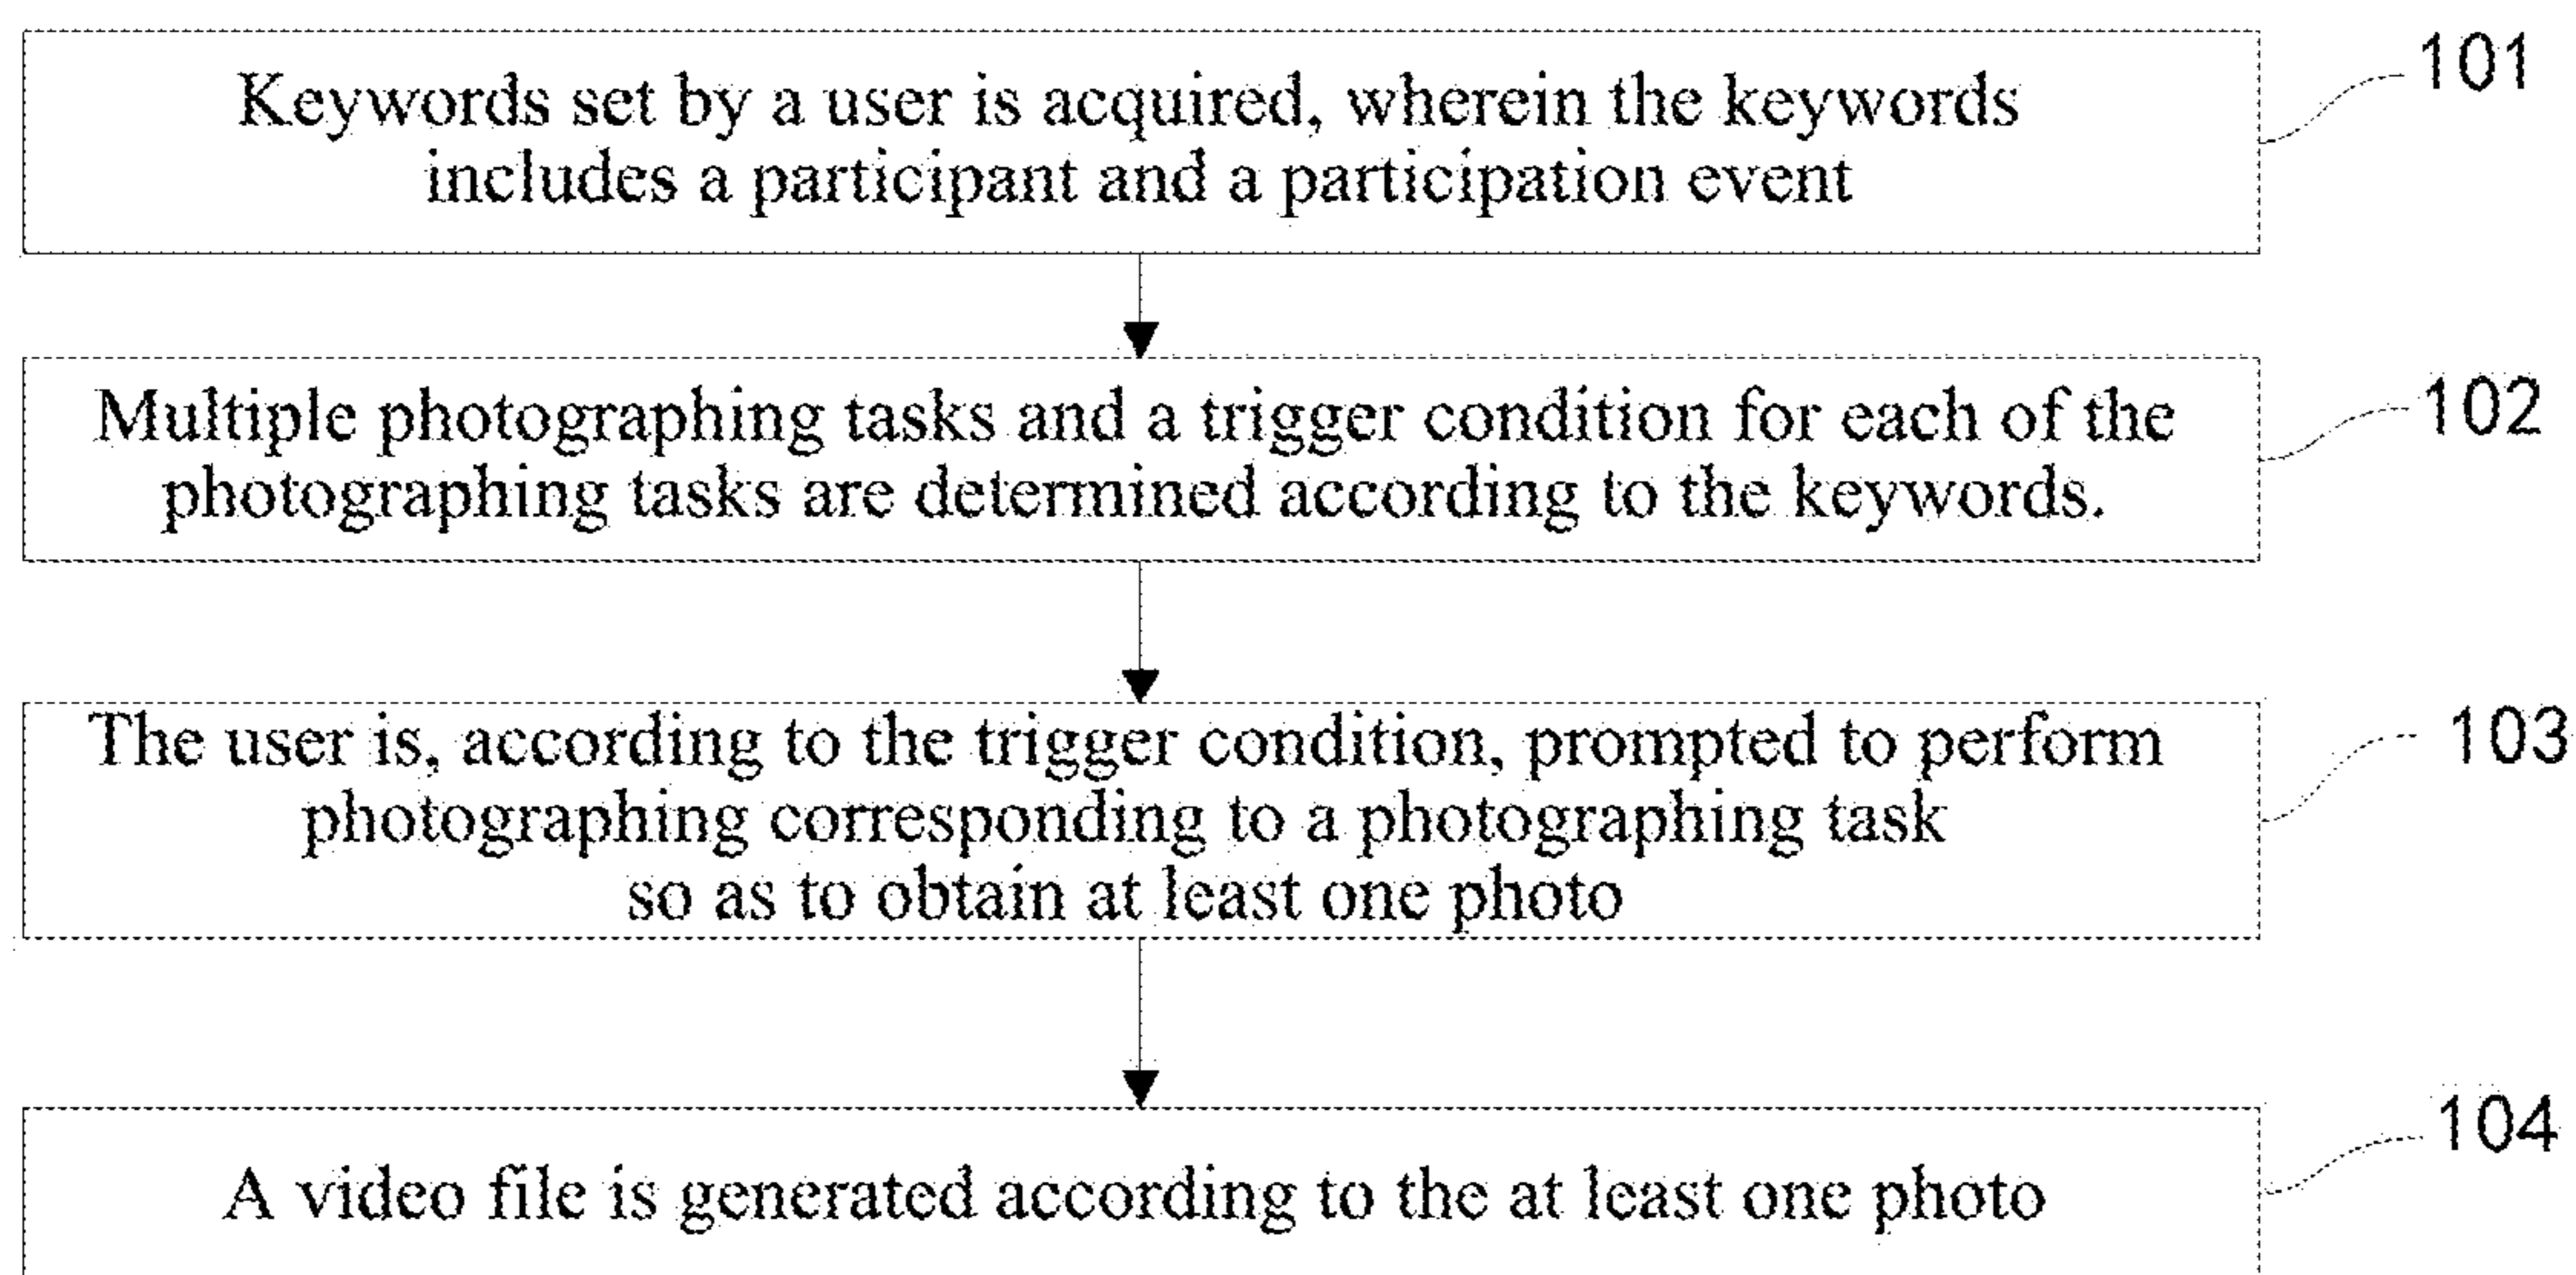 Keywords set by a user is acquired, wherein the keywords
includes a participant and a participation event
101
Multiple photographing tasks and a trigger condition for each of the
photographing tasks are determined according to the keywords.
102
The user is, according to the trigger condition, prompted to perform
photographing corresponding to a photographing task
so as to obtain at least one photo
103
A video file is generated according to the at least one photo
104